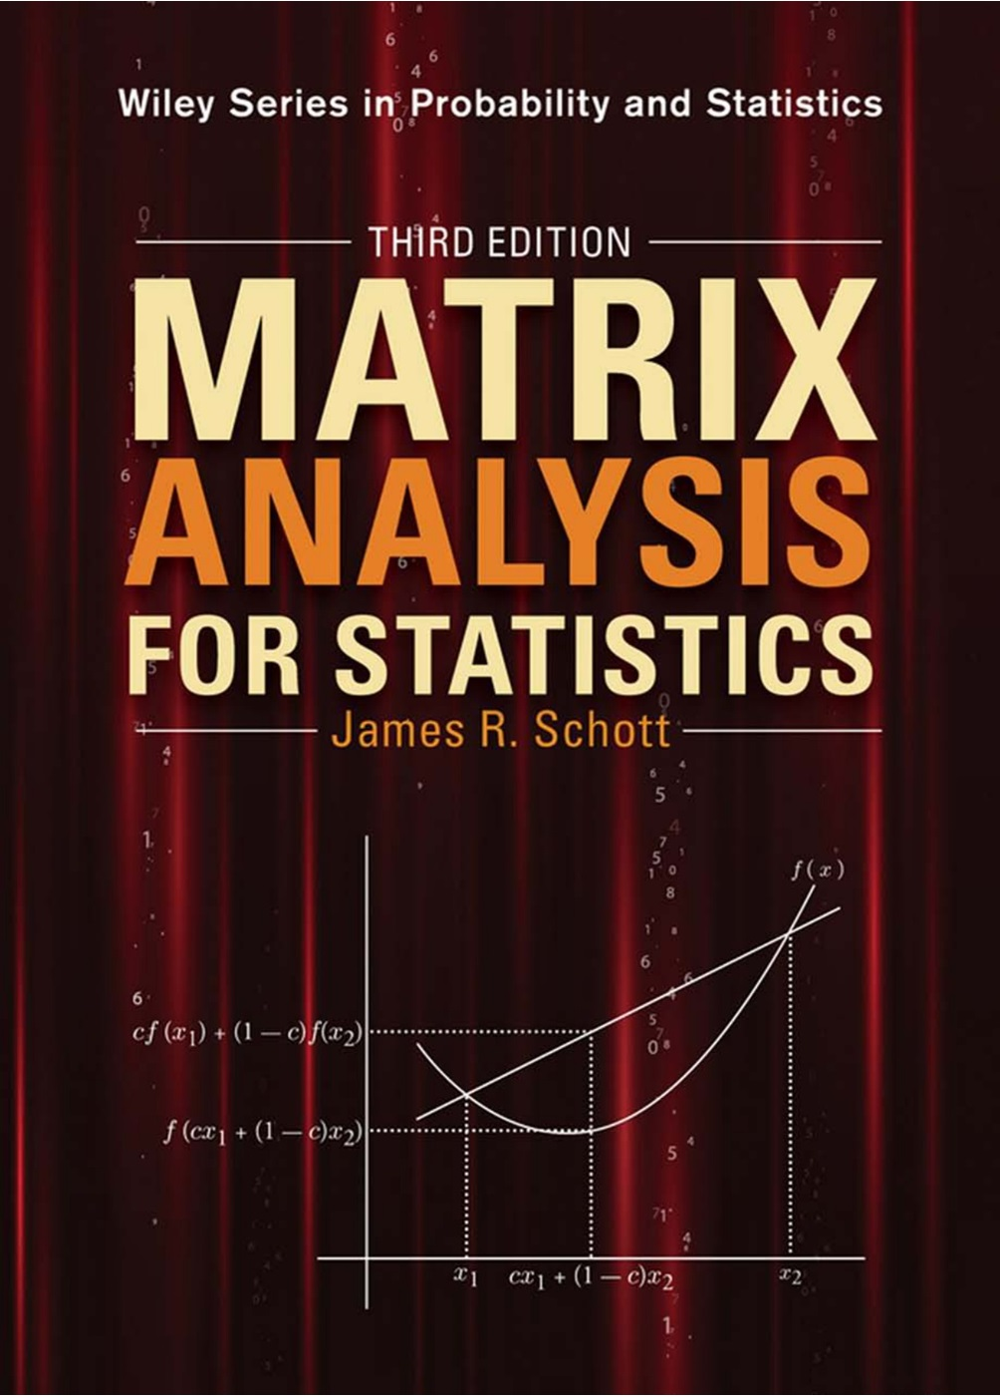 Wiley Series in Probability and Statistics
THIRD EDITION
MATRIX
ANALYSIS
FOR STATISTICS
James R. Schott
f(x)
cf(x₁) + (1 – c)f(x₂)
f(cx₁ + (1 – c)x₂)
x₁ cx₁ + (1 – c)x₂ x₂